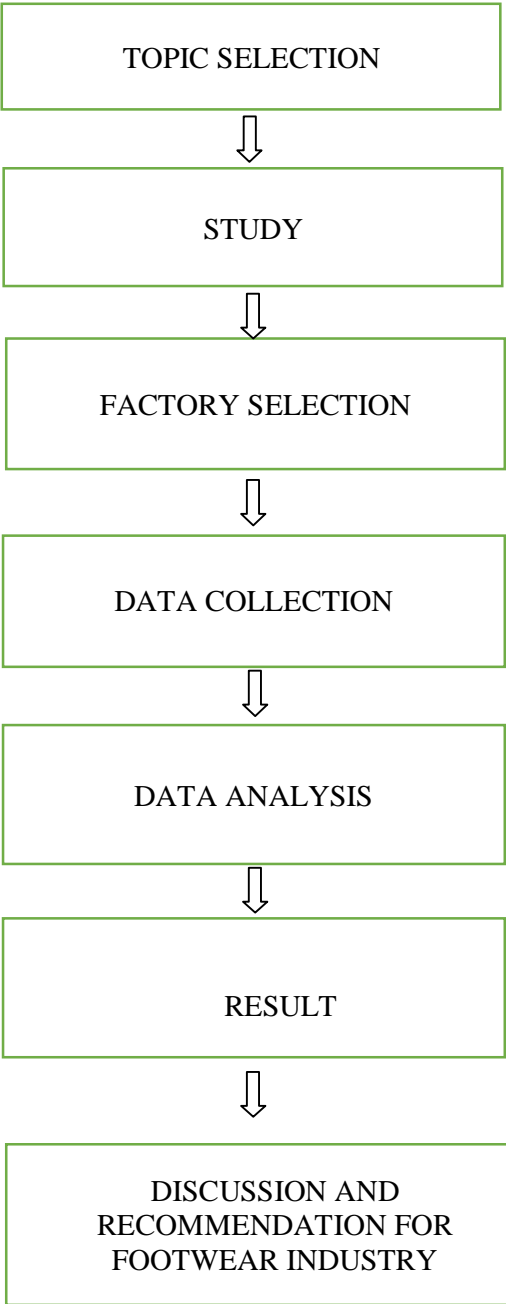 TOPIC SELECTION
STUDY
FACTORY SELECTION
DATA COLLECTION
DATA ANALYSIS
RESULT
DISCUSSION AND
RECOMMENDATION FOR
FOOTWEAR INDUSTRY